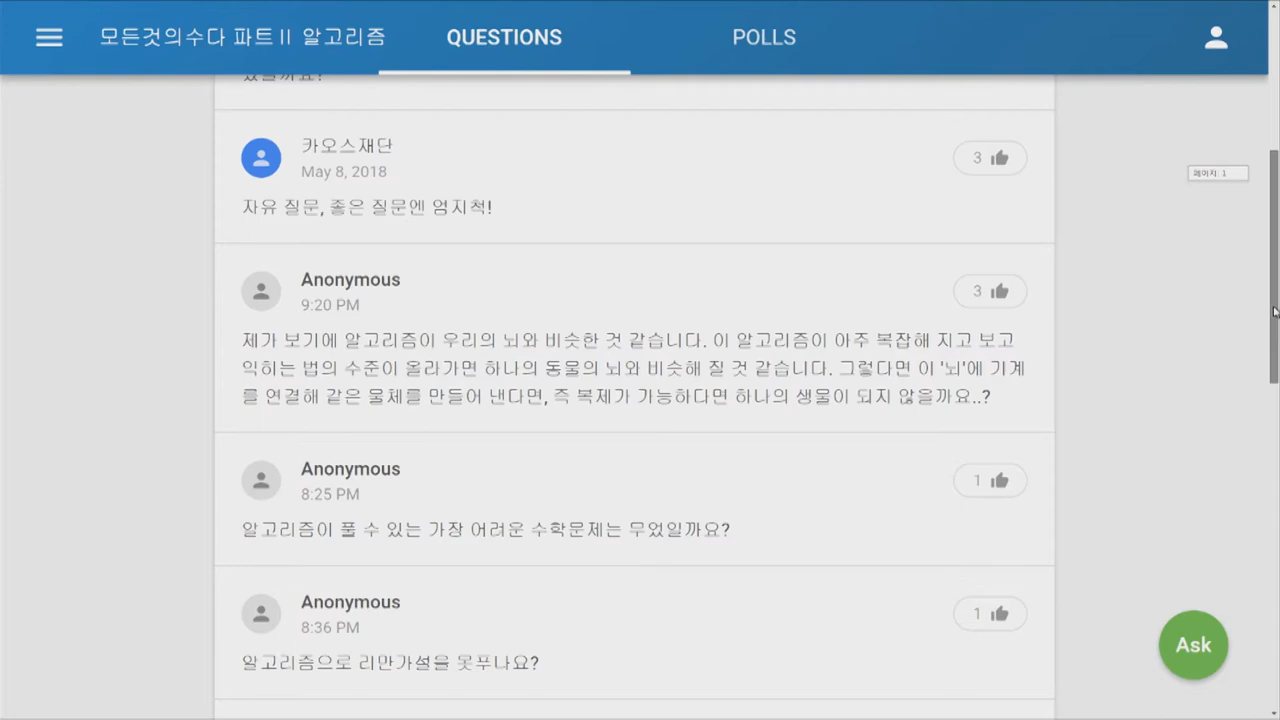 모든것의수다 파트Ⅱ 알고리즘
QUESTIONS
POLLS
카오스재단
May 8, 2018
3
자유 질문, 좋은 질문엔 엄지척!
페이지: 1
Anonymous
9:20 PM
3
제가 보기에 알고리즘이 우리의 뇌와 비슷한 것 같습니다. 이 알고리즘이 아주 복잡해 지고 보고
익히는 법의 수준이 올라가면 하나의 동물의 뇌와 비슷해 질 것 같습니다. 그렇다면 이 '뇌'에 기계
를 연결해 같은 물체를 만들어 낸다면, 즉 복제가 가능하다면 하나의 생물이 되지 않을까요..?
Anonymous
8:25 PM
1
알고리즘이 풀 수 있는 가장 어려운 수학문제는 무었일까요?
Anonymous
8:36 PM
1
알고리즘으로 리만가설을 못푸나요?
Ask